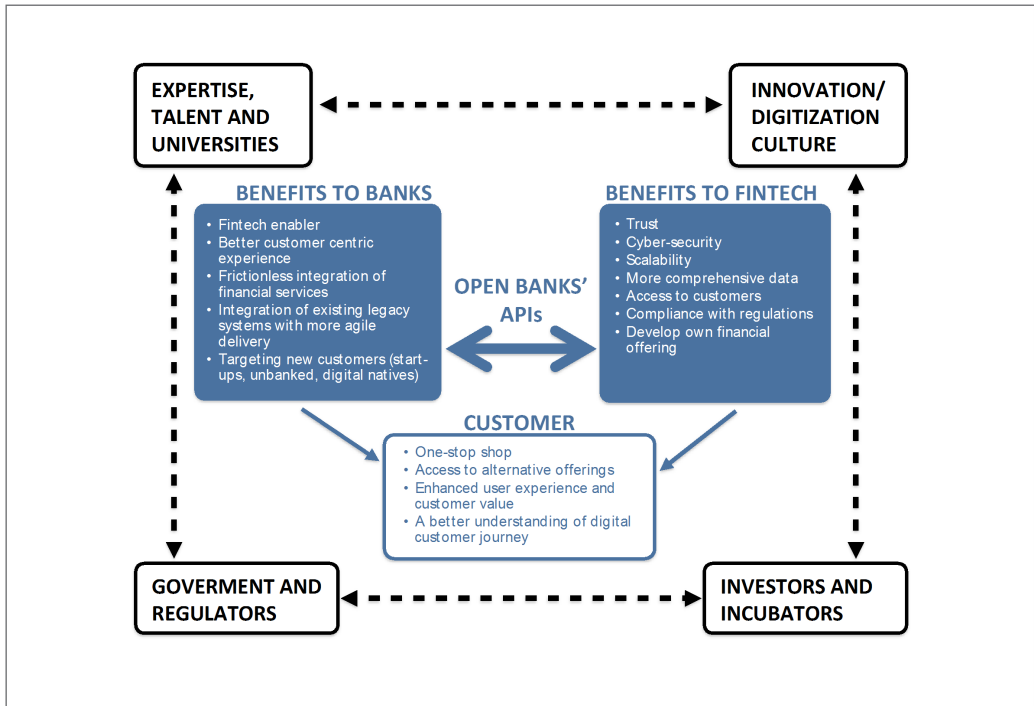 EXPERTISE,
TALENT AND
UNIVERSITIES
INNOVATION/
DIGITIZATION
CULTURE
BENEFITS TO BANKS
• Fintech enabler
• Better customer centric
experience
• Frictionless integration of
financial services
• Integration of existing legacy
systems with more agile
delivery
• Targeting new customers (start-
ups, unbanked, digital natives)
OPEN BANKS’
APIs
BENEFITS TO FINTECH
• Trust
• Cyber-security
• Scalability
• More comprehensive data
• Access to customers
• Compliance with regulations
• Develop own financial
offering
CUSTOMER
• One-stop shop
• Access to alternative offerings
• Enhanced user experience and
customer value
• A better understanding of digital
customer journey
GOVERMENT AND
REGULATORS
INVESTORS AND
INCUBATORS